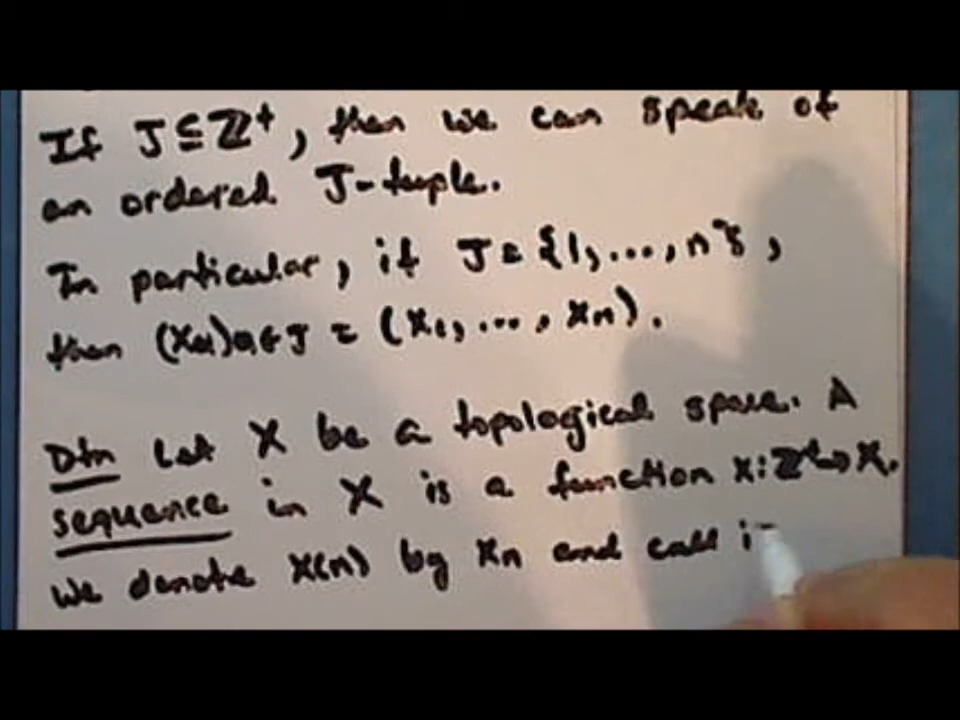 If J ⊆ ℤ⁺, then we can speak of
an ordered J-tuple.
In particular, if J = {1, ..., n},
then (xα)α∈J = (x₁, ..., xₙ).
Dfn Let X be a topological space. A
sequence in X is a function x: ℤ⁺→X.
We denote x(n) by xₙ and call i